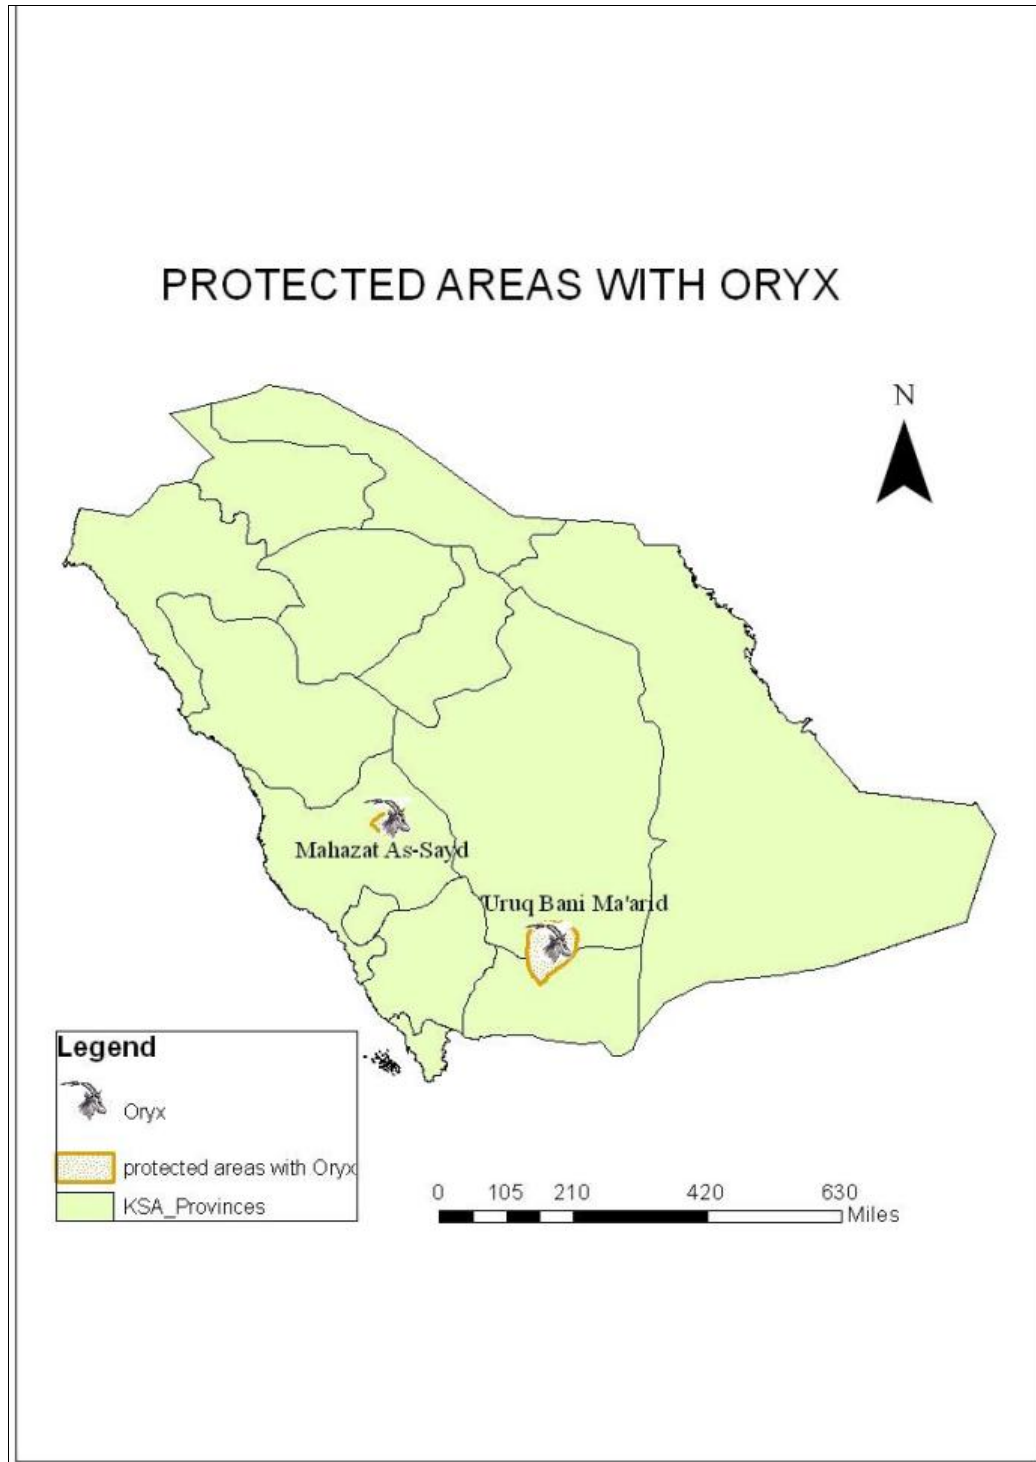 PROTECTED AREAS WITH ORYX
N
Mahazat As-Sayd
'Uruq Bani Ma'arid
Legend
Oryx
protected areas with Oryx
KSA_Provinces
0 105 210 420 630
Miles